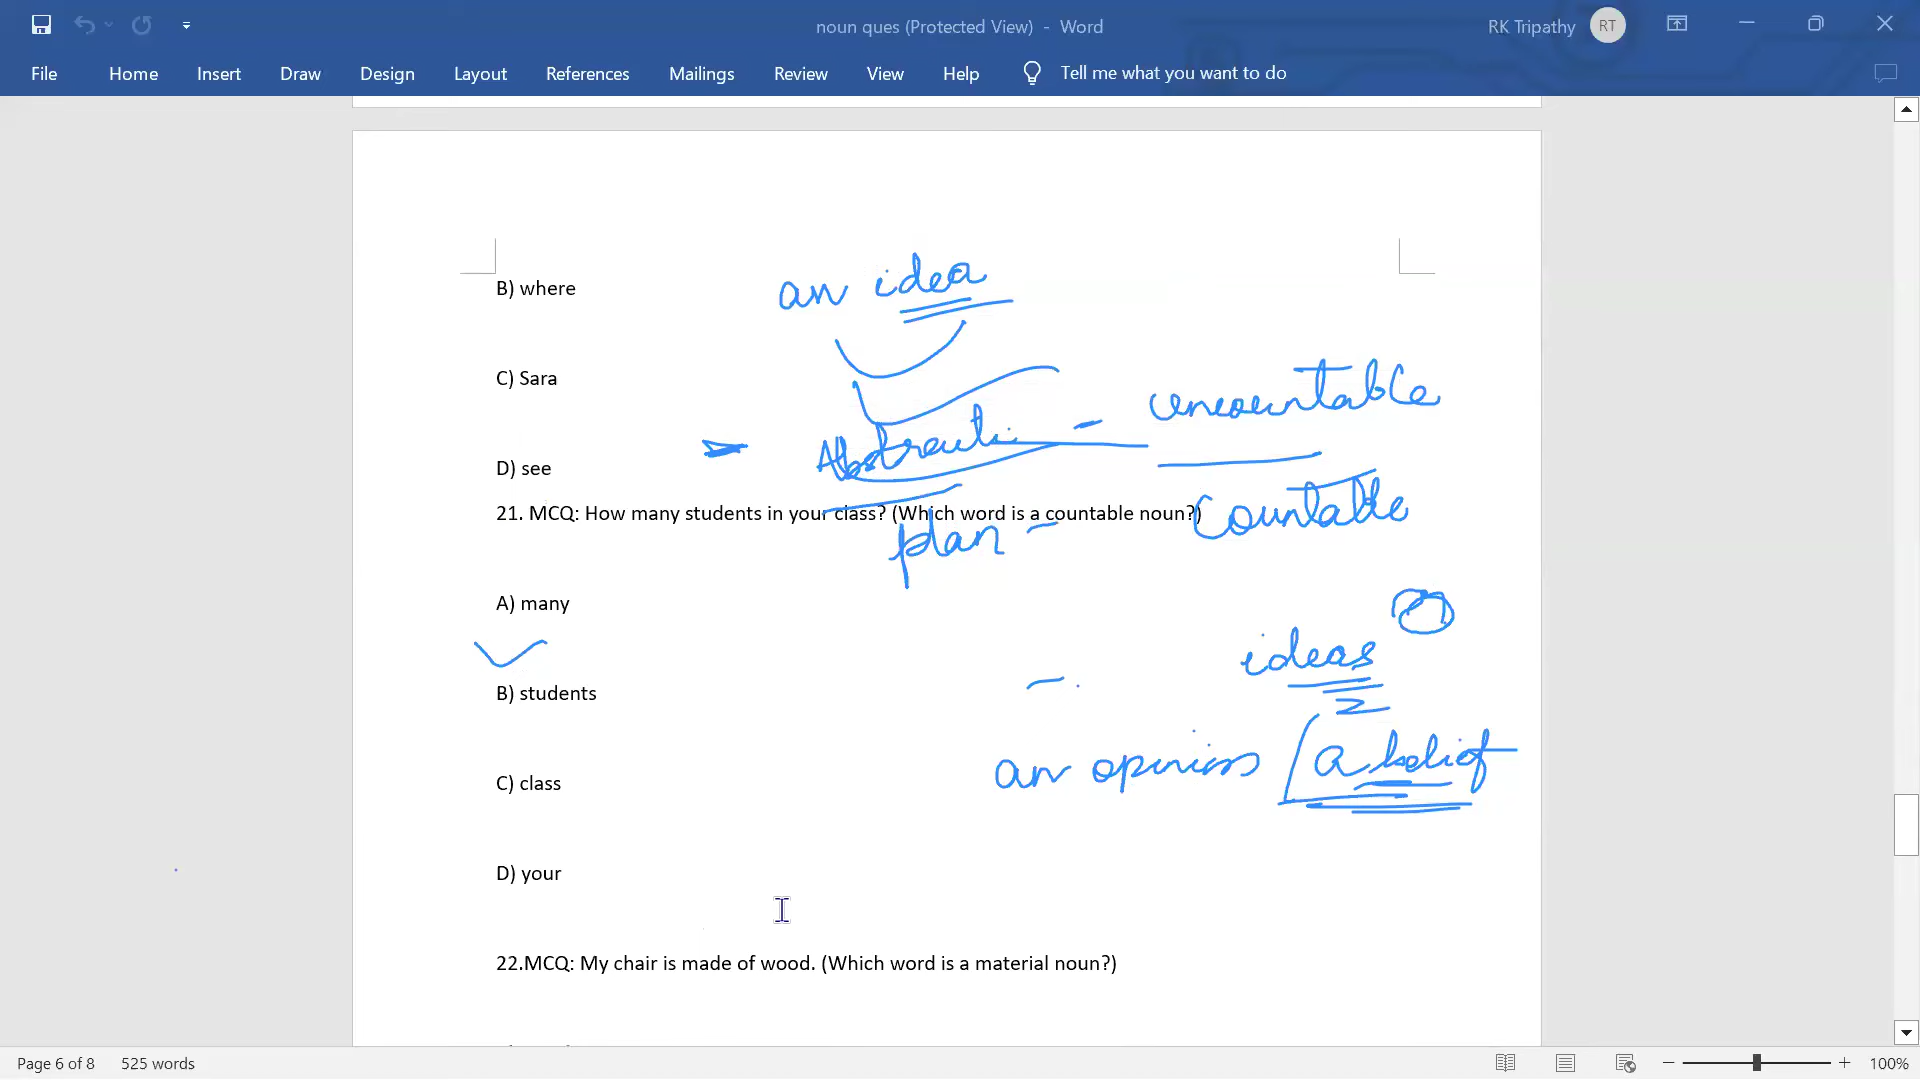 noun ques (Protected View) - Word
RK Tripathy RT
File Home Insert Draw Design Layout References Mailings Review View Help Tell me what you want to do
an idea
B) where
uncountable
C) Sara
Abstract -
D) see
21. MCQ: How many students in your class? (Which word is a countable noun?)
Countable
plan -
A) many
ideas
B) students
an opinion / a belief
C) class
D) your
22.MCQ: My chair is made of wood. (Which word is a material noun?)
Page 6 of 8 525 words 100%